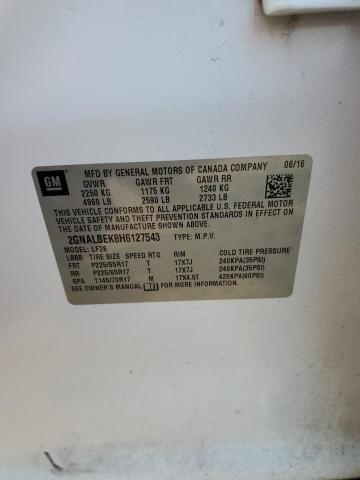 GM
MFD BY GENERAL MOTORS OF CANADA COMPANY 06/16
GVWR GAWR FRT GAWR RR
2250 KG 1175 KG 1240 KG
4960 LB 2590 LB 2733 LB
THIS VEHICLE CONFORMS TO ALL APPLICABLE U.S. FEDERAL MOTOR
VEHICLE SAFETY AND THEFT PREVENTION STANDARDS IN EFFECT ON
THE DATE OF MANUFACTURE SHOWN ABOVE.
2GNALBEK8H6127543 TYPE: M.P.V.
MODEL: LF26
LBBB TIRE SIZE SPEED RTG RIM COLD TIRE PRESSURE
FRT P225/65R17 T 17X7J 240KPA(35PSI)
RR P225/65R17 T 17X7J 240KPA(35PSI)
SPA T145/70R17 M 17X4.5T 420KPA(60PSI)
SEE OWNER'S MANUAL FOR MORE INFORMATION.